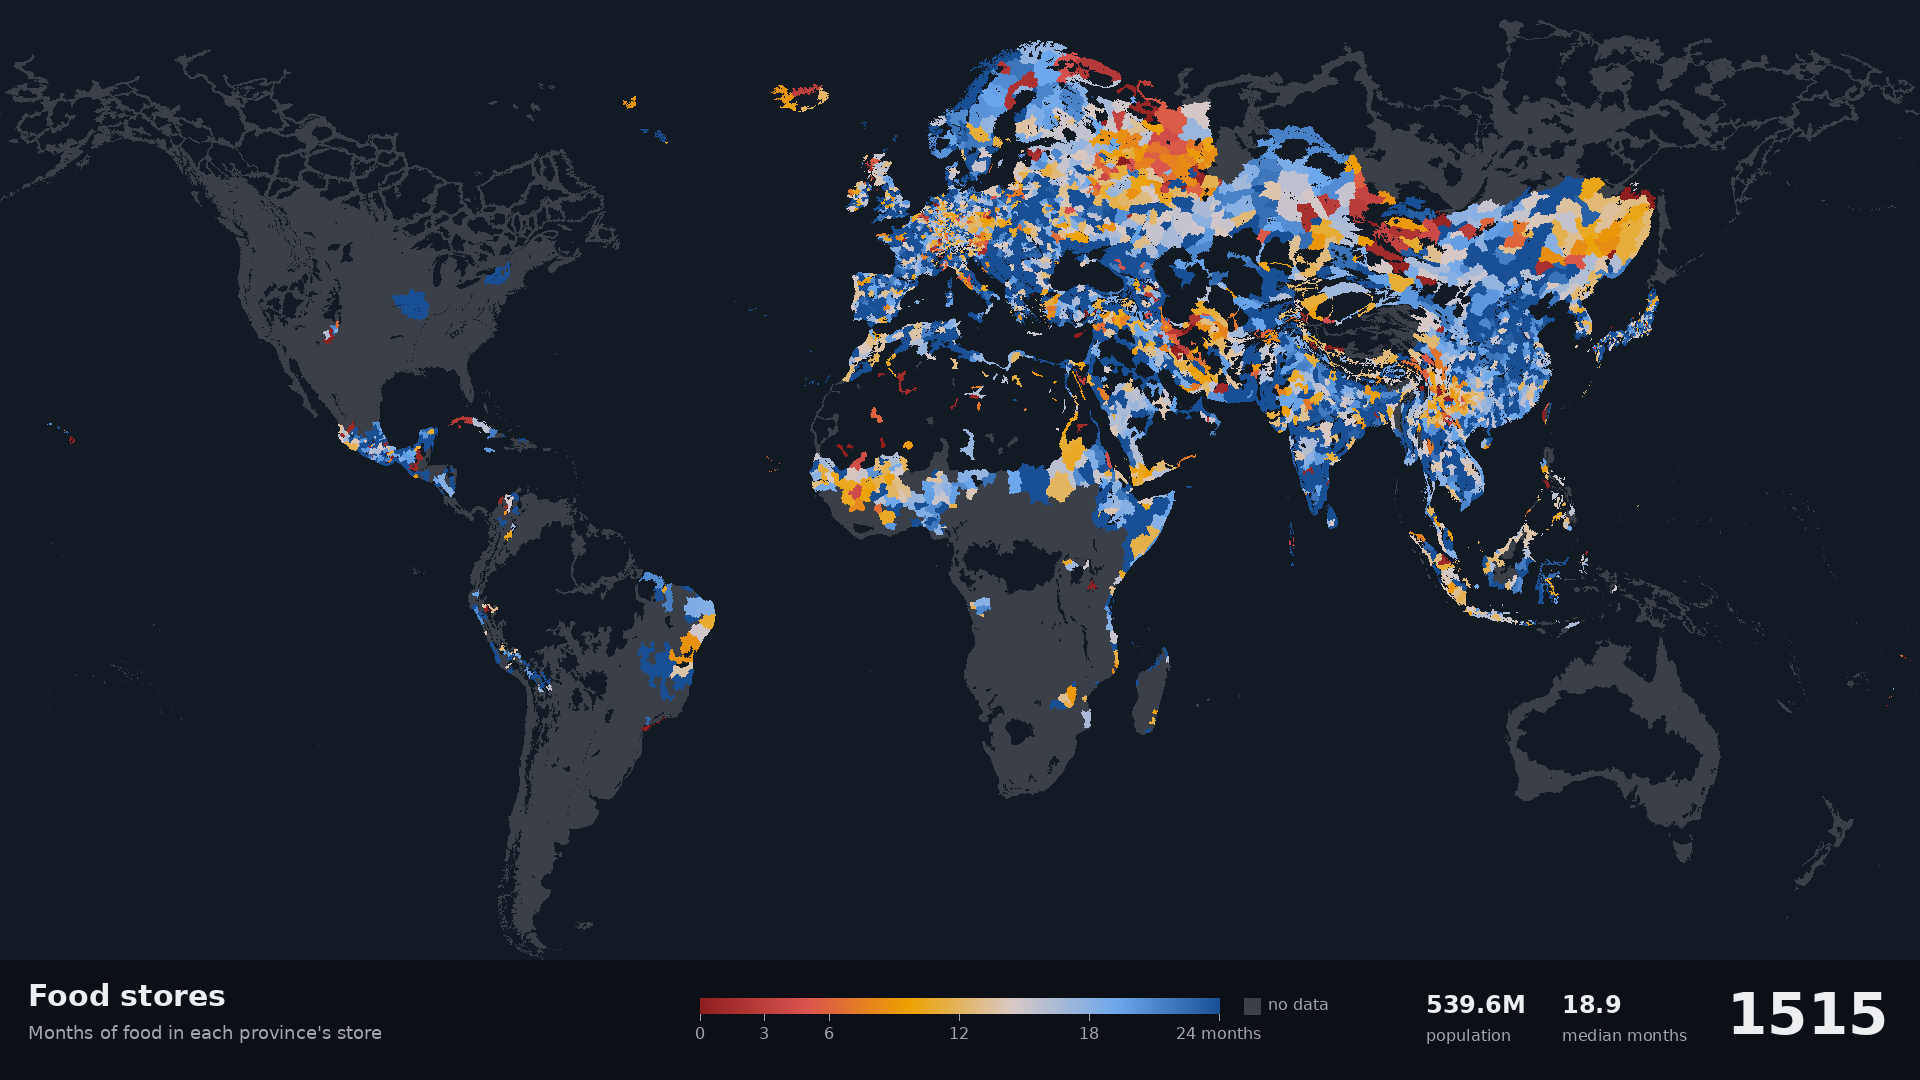 Food stores
Months of food in each province's store
0 3 6 12 18 24 months
no data
539.6M
population
18.9
median months
1515